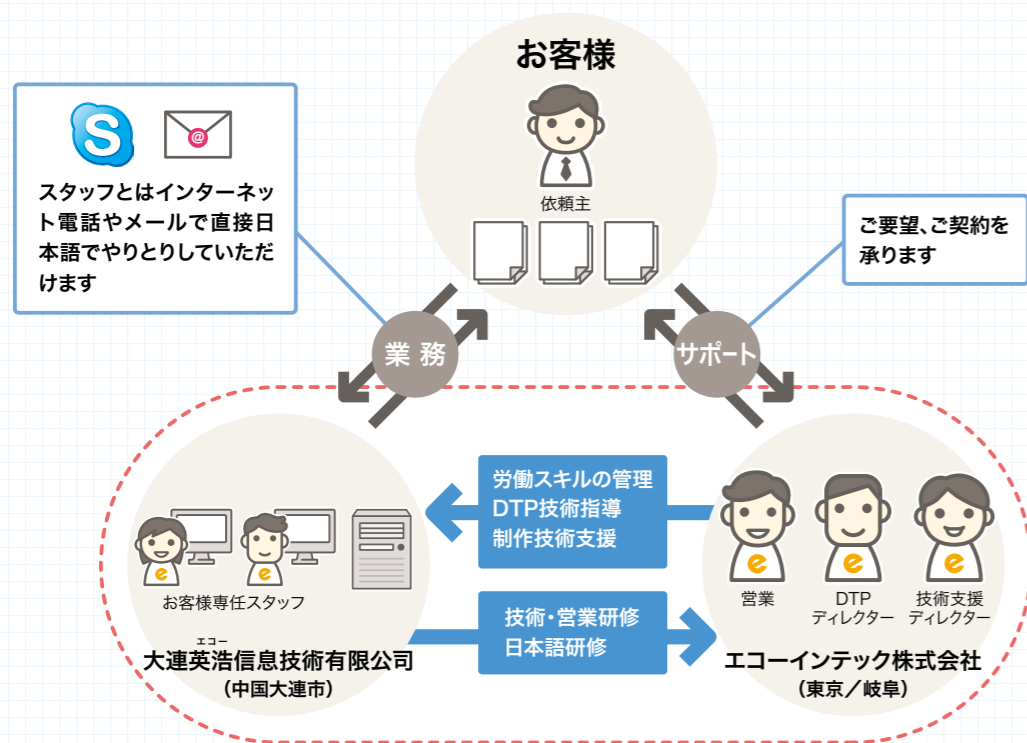 お客様
依頼主
S
@
スタッフとはインターネッ
ト電話やメールで直接日
本語でやりとりしていただ
けます
ご要望、ご契約を
承ります
業務
サポート
労働スキルの管理
DTP技術指導
制作技術支援
技術・営業研修
日本語研修
e
e
お客様専任スタッフ
エコー
大連英浩信息技術有限公司
(中国大連市)
e
e
e
営業
DTP
ディレクター
技術支援
ディレクター
エコーインテック株式会社
(東京／岐阜)